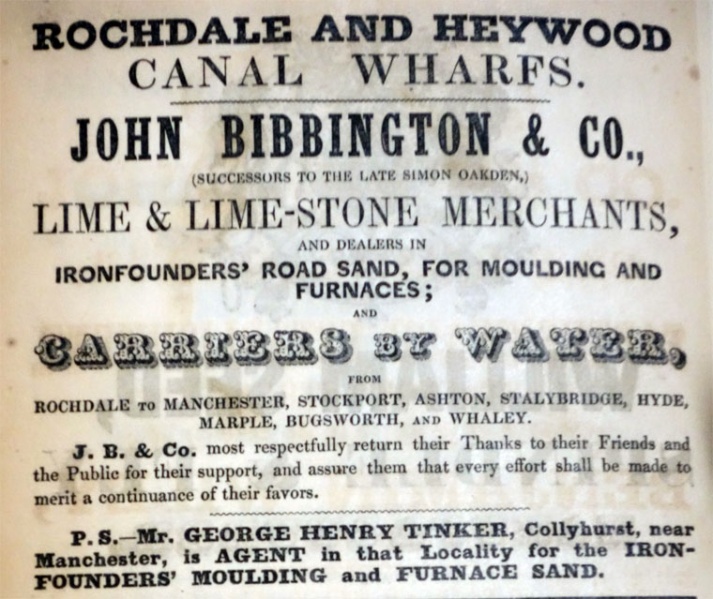 ROCHDALE AND HEYWOOD
CANAL WHARFS.
JOHN BIBBINGTON & CO.,
(SUCCESSORS TO THE LATE SIMON OAKDEN,)
LIME & LIME-STONE MERCHANTS,
AND DEALERS IN
IRONFOUNDERS' ROAD SAND, FOR MOULDING AND
FURNACES;
AND
CARRIERS BY WATER,
FROM
ROCHDALE TO MANCHESTER, STOCKPORT, ASHTON, STALYBRIDGE, HYDE,
MARPLE, BUGSWORTH, AND WHALEY.
J. B. & Co. most respectfully return their Thanks to their Friends and
the Public for their support, and assure them that every effort shall be made to
merit a continuance of their favors.
P.S.—Mr. GEORGE HENRY TINKER, Collyhurst, near
Manchester, is AGENT in that Locality for the IRON-
FOUNDERS' MOULDING and FURNACE SAND.